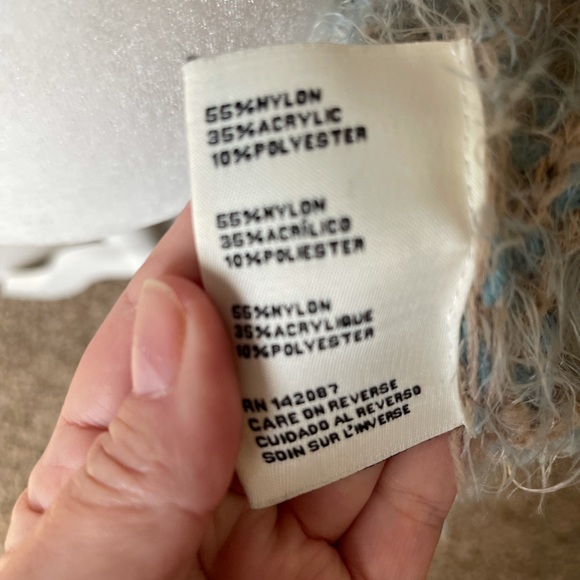 55%NYLON
35%ACRYLIC
10%POLYESTER
55%NYLON
35%ACRÍLICO
10%POLIESTER
55%NYLON
35%ACRYLIQUE
10%POLYESTER
RN 142087
CARE ON REVERSE
CUIDADO AL REVERSO
SOIN SUR L'INVERSE